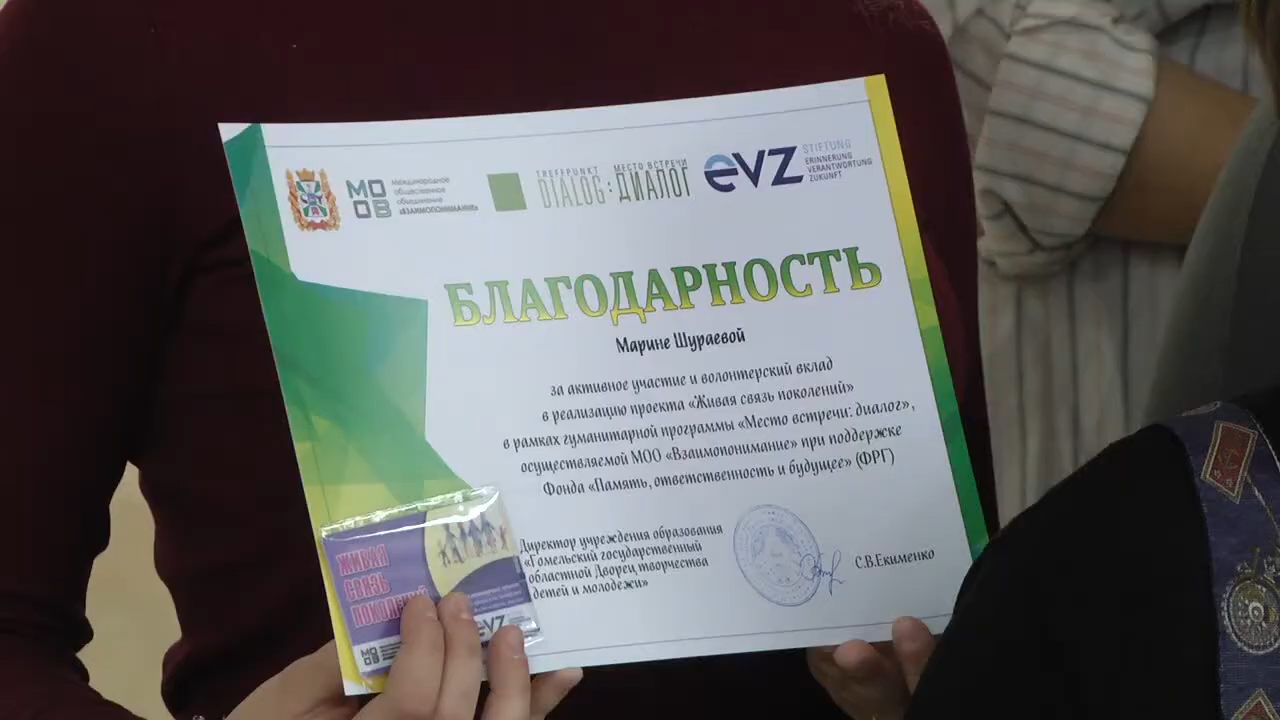 МО
ОВ
международное
общественное
объединение
«ВЗАИМОПОНИМАНИЕ»
TREFFPUNKT МЕСТО ВСТРЕЧИ
DIALOG : ДИАЛОГ
eVZ
STIFTUNG
ERINNERUNG
VERANTWORTUNG
ZUKUNFT
БЛАГОДАРНОСТЬ
Марине Шураевой
за активное участие и волонтерский вклад
в реализацию проекта «Живая связь поколений»
в рамках гуманитарной программы «Место встречи: диалог»,
осуществляемой МОО «Взаимопонимание» при поддержке
Фонда «Память, ответственность и будущее» (ФРГ)
Директор учреждения образования
«Гомельский государственный
областной Дворец творчества
детей и молодежи»
С.В.Екименко
ЖИВАЯ
СВЯЗЬ
ПОКОЛЕНИЙ
eVZ
МО
ОВ